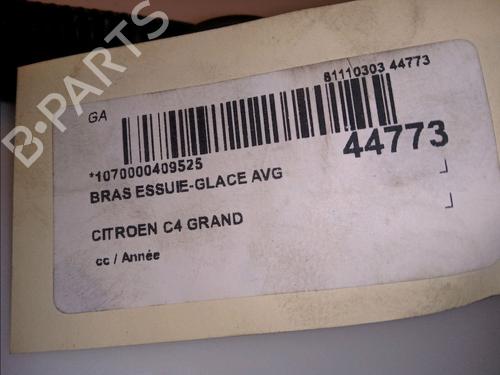 B-PARTS
81110303 44773
GA
*1070000409525
44773
BRAS ESSUIE-GLACE AVG
CITROEN C4 GRAND
cc / Année